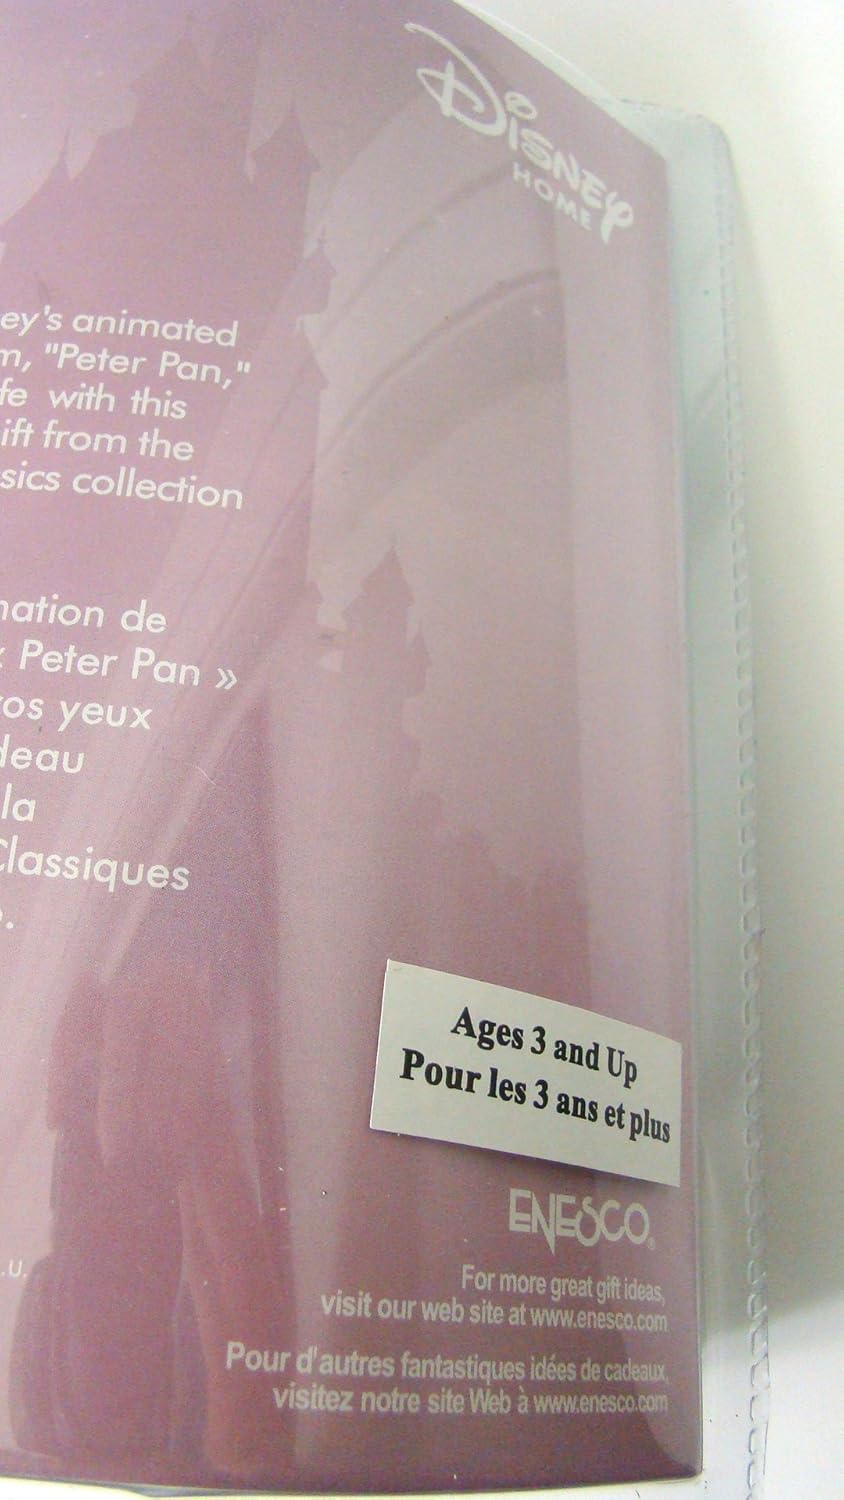 Disney
HOME
ey's animated
m, "Peter Pan,"
fe with this
ift from the
sics collection
nation de
Peter Pan »
os yeux
deau
la
Classiques
.
.U.
Ages 3 and Up
Pour les 3 ans et plus
ENESCO®
For more great gift ideas,
visit our web site at www.enesco.com
Pour d'autres fantastiques idées de cadeaux,
visitez notre site Web à www.enesco.com